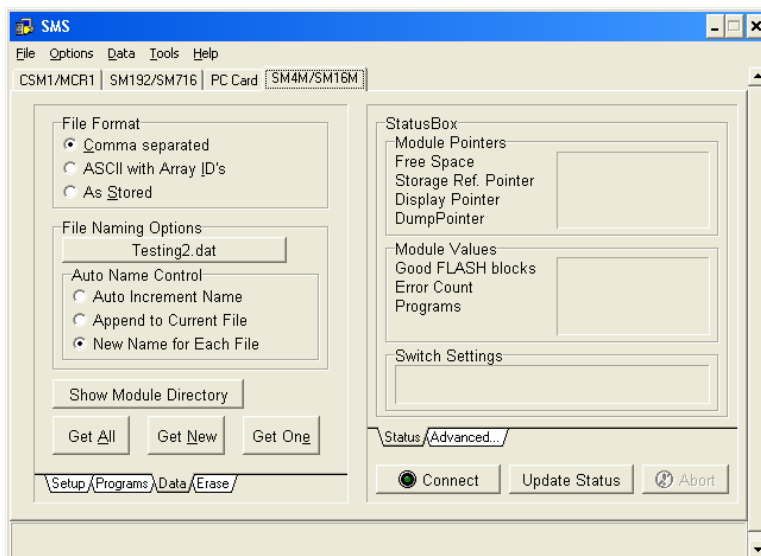 SMS
File Options Data Tools Help
CSM1/MCR1 SM192/SM716 PC Card SM4M/SM16M
File Format
Comma separated
ASCII with Array ID's
As Stored
File Naming Options
Testing2.dat
Auto Name Control
Auto Increment Name
Append to Current File
New Name for Each File
Show Module Directory
Get All Get New Get One
Setup Programs Data Erase
StatusBox
Module Pointers
Free Space
Storage Ref. Pointer
Display Pointer
DumpPointer
Module Values
Good FLASH blocks
Error Count
Programs
Switch Settings
Status Advanced...
Connect Update Status Abort